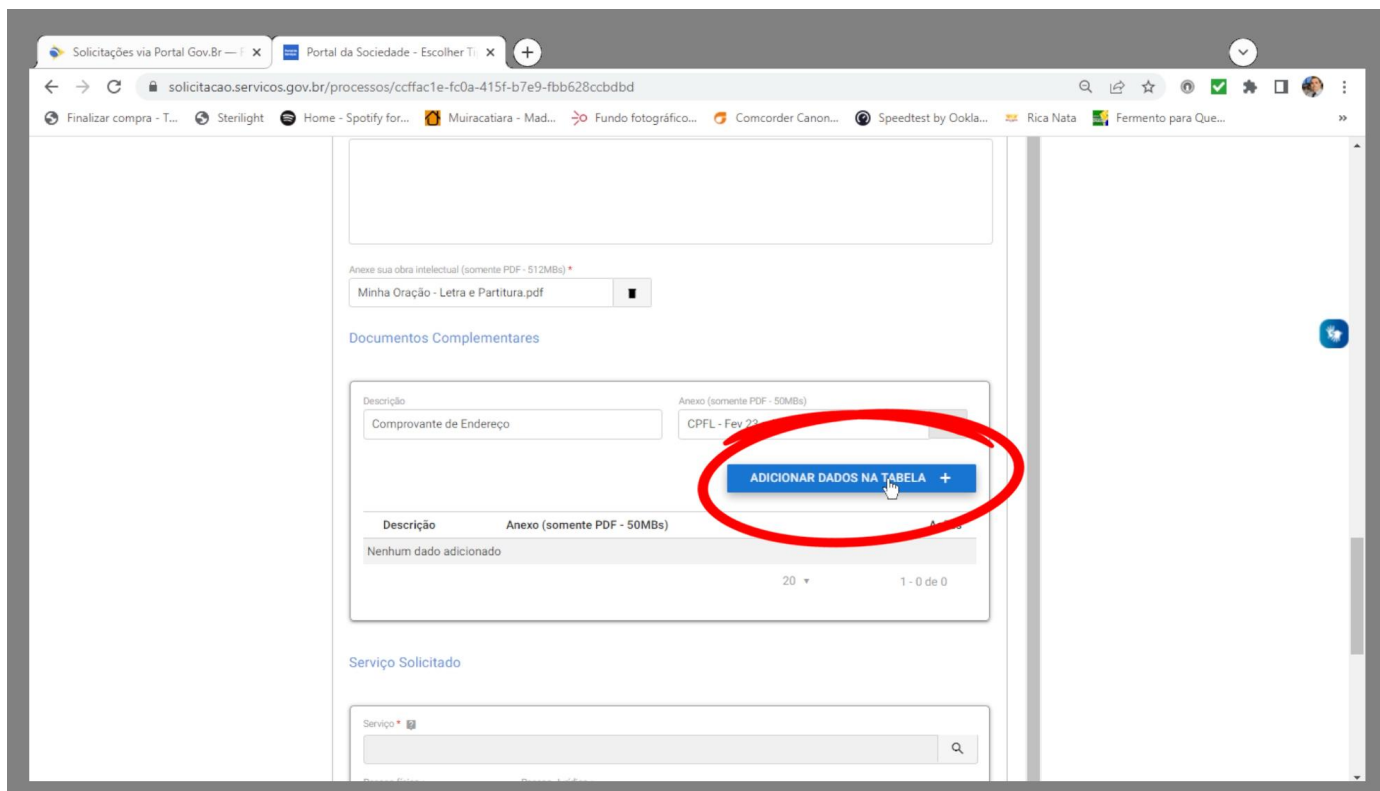 Solicitações via Portal Gov.Br —
Portal da Sociedade - Escolher Ti
solicitacao.servicos.gov.br/processos/ccffac1e-fc0a-415f-b7e9-fbb628ccbdbd
Finalizar compra - T... Sterilight Home - Spotify for... Muiracatiara - Mad... Fundo fotográfico... Comcorder Canon... Speedtest by Ookla... Rica Nata Fermento para Que... »
Anexe sua obra intelectual (somente PDF - 512MBs) *
Minha Oração - Letra e Partitura.pdf
Documentos Complementares
Descrição Anexo (somente PDF - 50MBs)
Comprovante de Endereço CPFL - Fev 23
ADICIONAR DADOS NA TABELA +
Descrição Anexo (somente PDF - 50MBs)
Nenhum dado adicionado
20 1 - 0 de 0
Serviço Solicitado
Serviço *